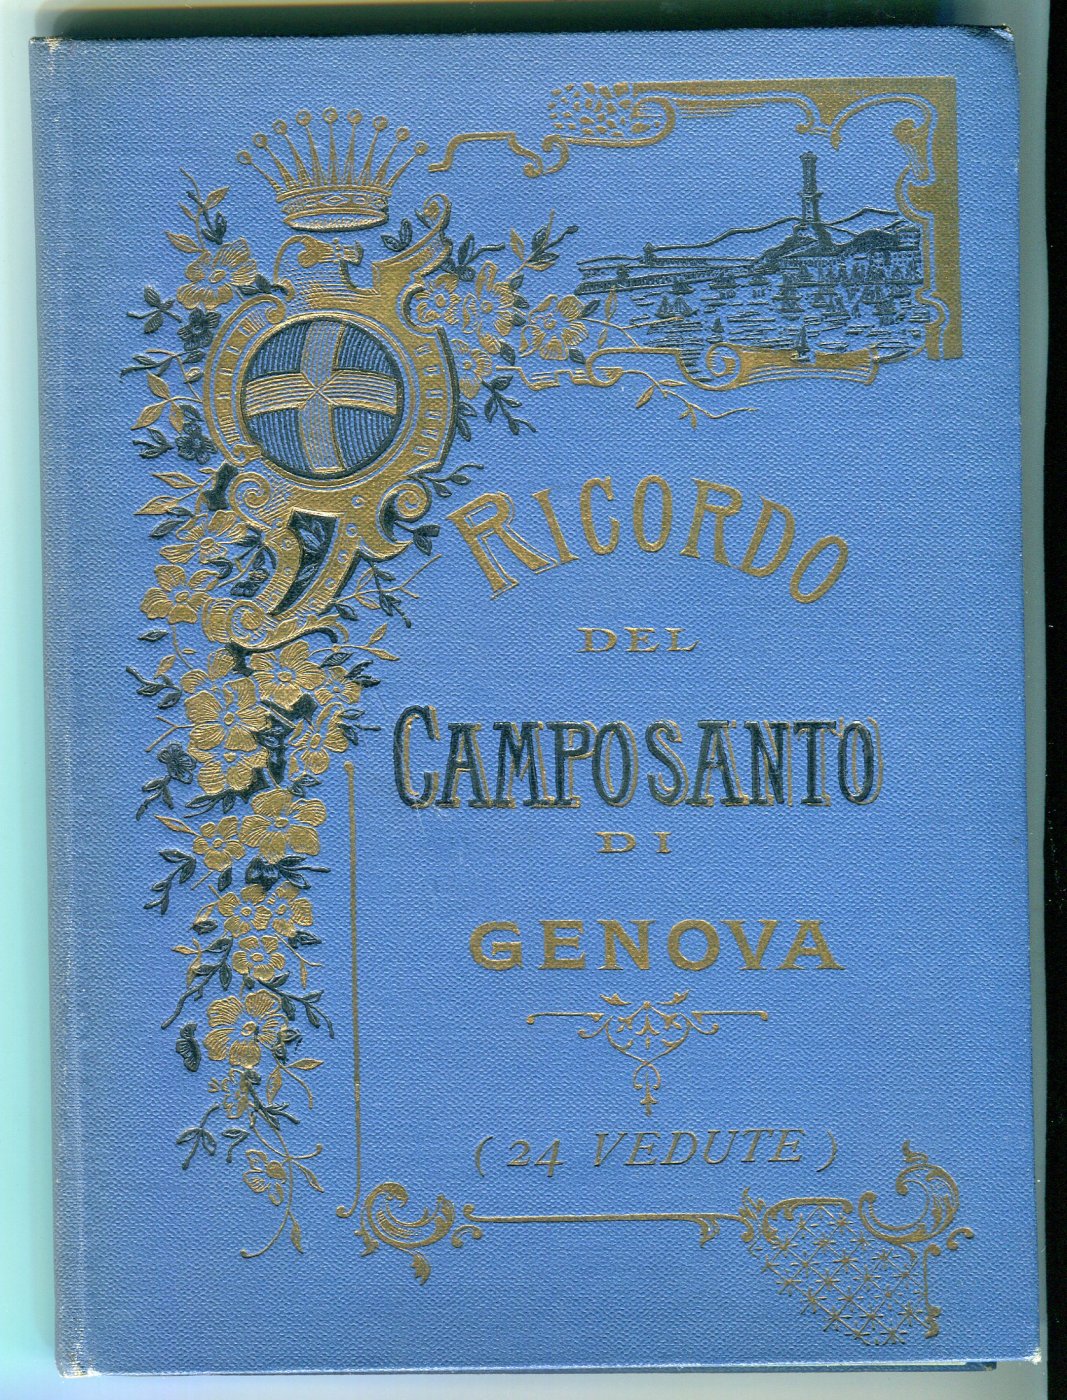 RICORDO
DEL
CAMPOSANTO
DI
GENOVA
(24 VEDUTE)